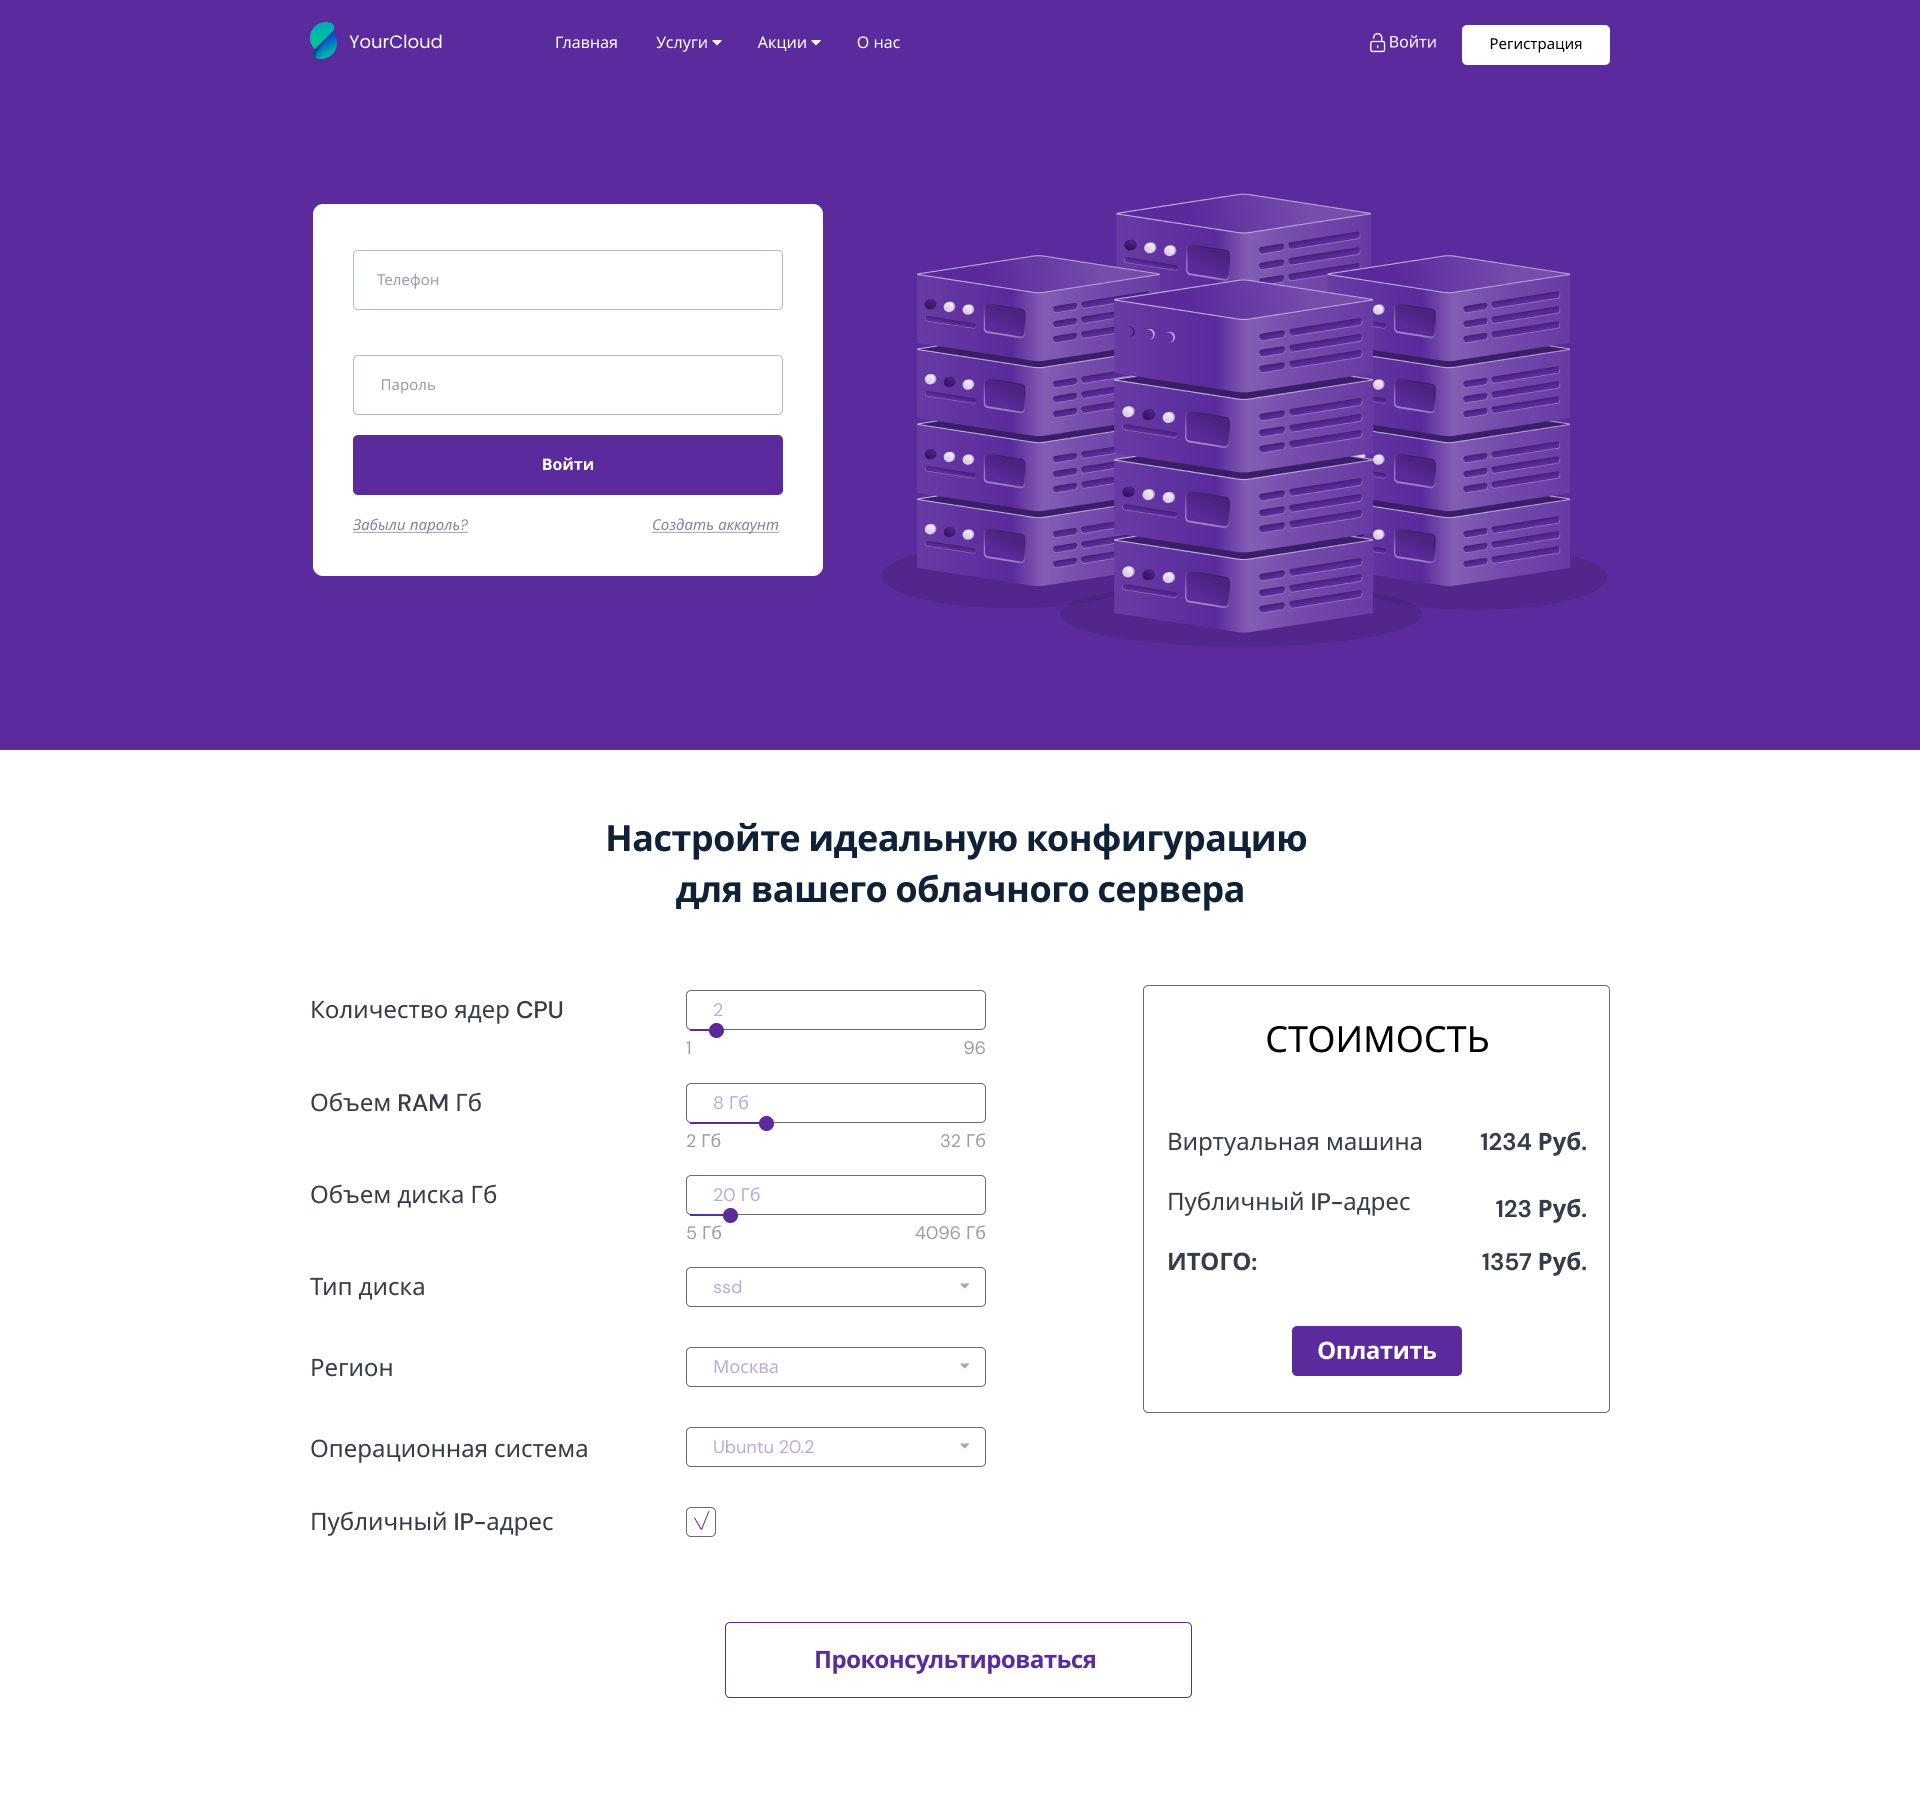 YourCloud
Главная
Услуги
Акции
О нас
Войти
Регистрация
Телефон
Пароль
Войти
Забыли пароль?
Создать аккаунт
Настройте идеальную конфигурацию
для вашего облачного сервера
Количество ядер CPU
2
1
96
Объем RAM Гб
8 Гб
2 Гб
32 Гб
Объем диска Гб
20 Гб
5 Гб
4096 Гб
Тип диска
ssd
Регион
Москва
Операционная система
Ubuntu 20.2
Публичный IP-адрес
СТОИМОСТЬ
Виртуальная машина
1234 Руб.
Публичный IP-адрес
123 Руб.
ИТОГО:
1357 Руб.
Оплатить
Проконсультироваться